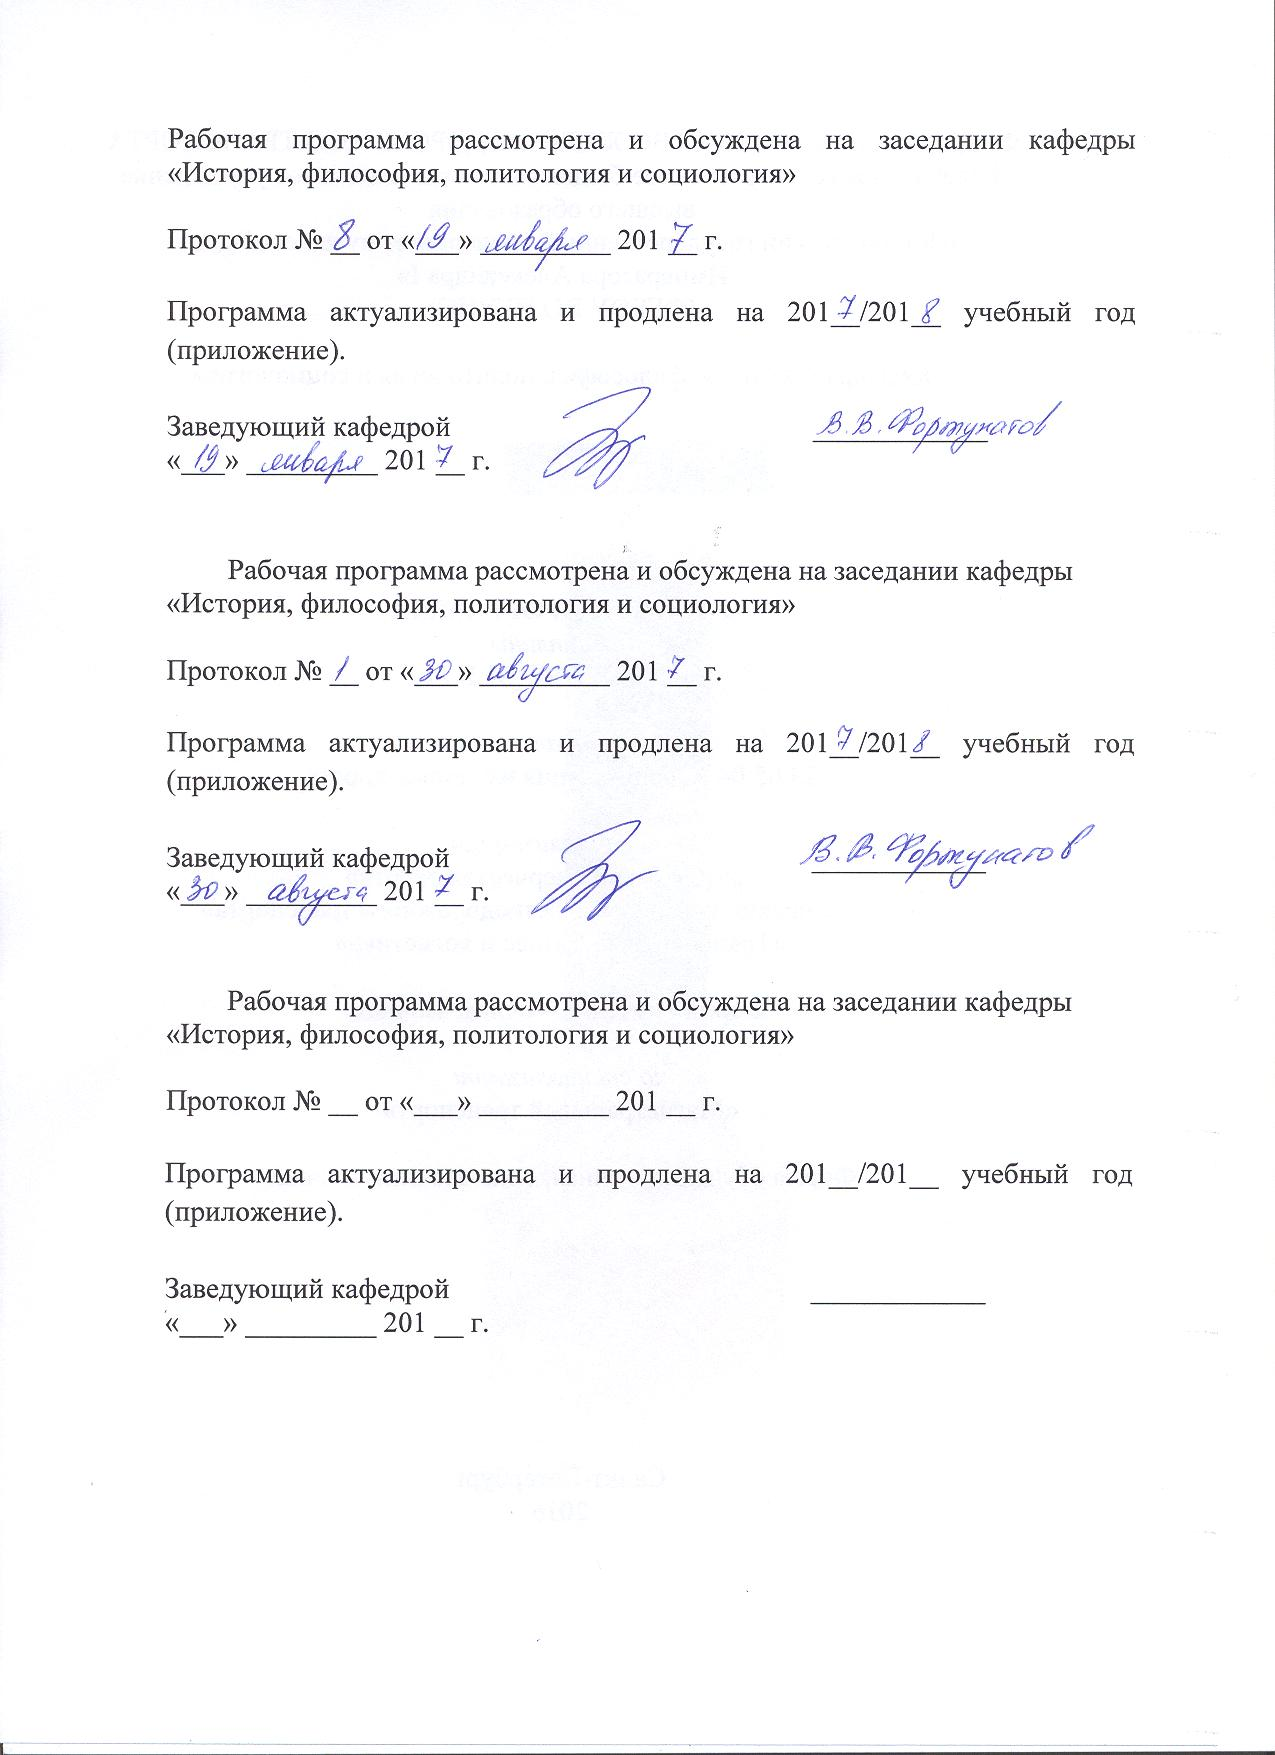 Рабочая программа рассмотрена и обсуждена на заседании кафедры
«История, философия, политология и социология»
Протокол № 8 от «19» января 2017 г.
Программа актуализирована и продлена на 2017/2018 учебный год
(приложение).
Заведующий кафедрой В.В. Фортунатов
«19» января 2017 г.
Рабочая программа рассмотрена и обсуждена на заседании кафедры
«История, философия, политология и социология»
Протокол № 1 от «30» августа 2017 г.
Программа актуализирована и продлена на 2017/2018 учебный год
(приложение).
Заведующий кафедрой В.В. Фортунатов
«30» августа 2017 г.
Рабочая программа рассмотрена и обсуждена на заседании кафедры
«История, философия, политология и социология»
Протокол № __ от «___» _________ 201 __ г.
Программа актуализирована и продлена на 201__/201__ учебный год
(приложение).
Заведующий кафедрой ____________
«___» _________ 201 __ г.